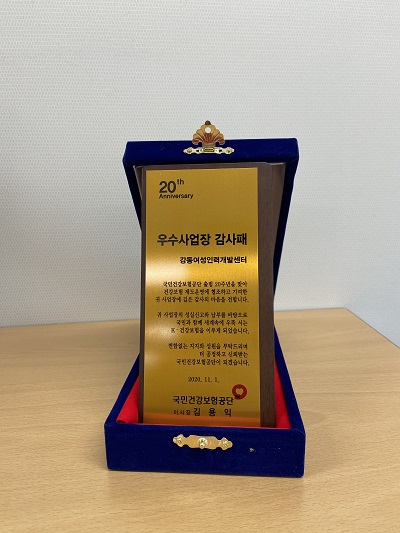 20th
Anniversary
우수사업장 감사패
강동여성인력개발센터
국민건강보험공단 출범 20주년을 맞아
건강보험 제도운영에 협조하고 기여한
귀 사업장에 깊은 감사의 마음을 전합니다.
귀 사업장의 성실신고와 납부를 바탕으로
국민과 함께 세계속에 우뚝 서는
K-건강보험을 이루게 되었습니다.
변함없는 지지와 성원을 부탁드리며
더 공정하고 신뢰받는
국민건강보험공단이 되겠습니다.
2020. 11. 1.
국민건강보험공단
이사장 김 용 익